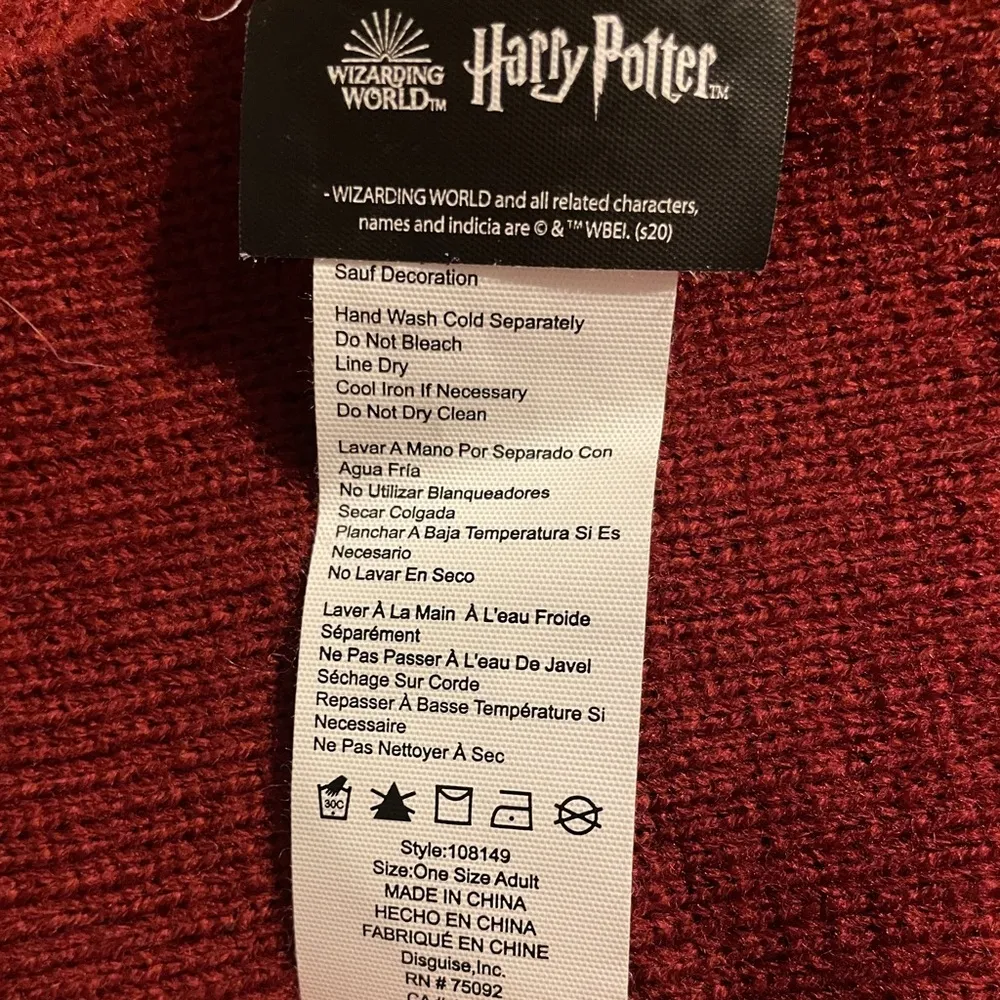 WIZARDING
WORLD™
Harry Potter™
-WIZARDING WORLD and all related characters,
names and indicia are © & ™ WBEI. (s20)
Sauf Decoration
Hand Wash Cold Separately
Do Not Bleach
Line Dry
Cool Iron If Necessary
Do Not Dry Clean
Lavar A Mano Por Separado Con
Agua Fría
No Utilizar Blanqueadores
Secar Colgada
Planchar A Baja Temperatura Si Es
Necesario
No Lavar En Seco
Laver À La Main À L'eau Froide
Séparément
Ne Pas Passer À L'eau De Javel
Séchage Sur Corde
Repasser À Basse Température Si
Necessaire
Ne Pas Nettoyer À Sec
30C
Style:108149
Size:One Size Adult
MADE IN CHINA
HECHO EN CHINA
FABRIQUÉ EN CHINE
Disguise,Inc.
RN # 75092